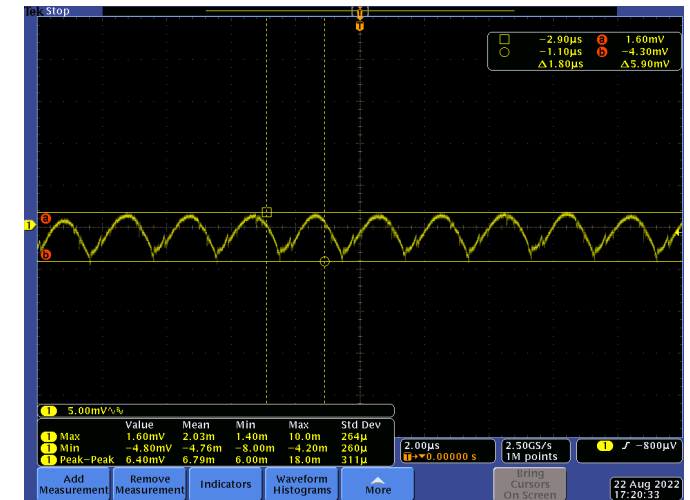 Tek Stop
T
T
−2.90µs a 1.60mV
−1.10µs b −4.30mV
Δ1.80µs Δ5.90mV
a
1
b
1 5.00mV
Value Mean Min Max Std Dev
1 Max 1.60mV 2.03m 1.40m 10.0m 264µ
1 Min −4.80mV −4.76m −8.00m −4.20m 260µ
1 Peak–Peak 6.40mV 6.79m 6.00m 18.0m 311µ
2.00µs
T 0.00000 s
2.50GS/s
1M points
1 −800µV
Add Measurement
Remove Measurement
Indicators
Waveform Histograms
More
Bring Cursors On Screen
22 Aug 2022
17:20:33